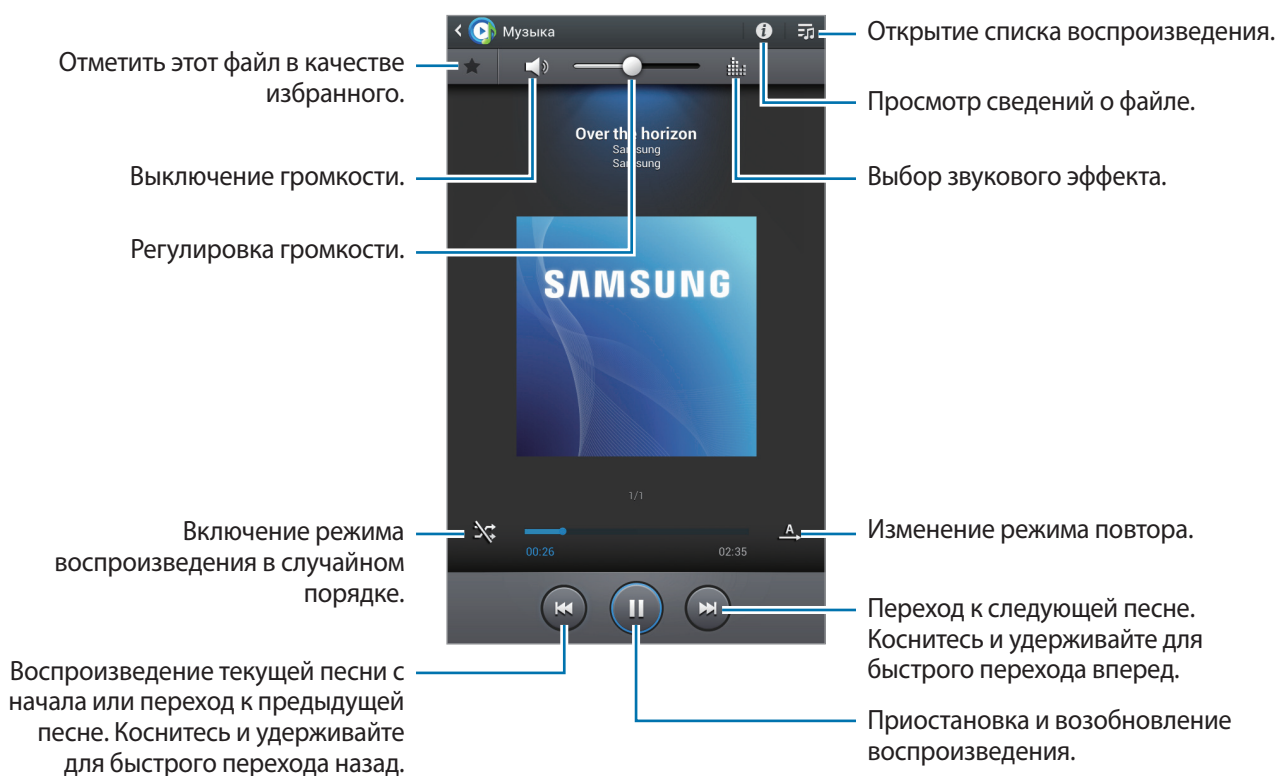 Музыка
Открытие списка воспроизведения.
Отметить этот файл в качестве
избранного.
Просмотр сведений о файле.
Over the horizon
Samsung
Samsung
Выключение громкости.
Выбор звукового эффекта.
Регулировка громкости.
SAMSUNG
1/1
Включение режима
воспроизведения в случайном
порядке.
A
Изменение режима повтора.
00:26
02:35
Переход к следующей песне.
Коснитесь и удерживайте для
быстрого перехода вперед.
Воспроизведение текущей песни с
начала или переход к предыдущей
песне. Коснитесь и удерживайте
для быстрого перехода назад.
Приостановка и возобновление
воспроизведения.